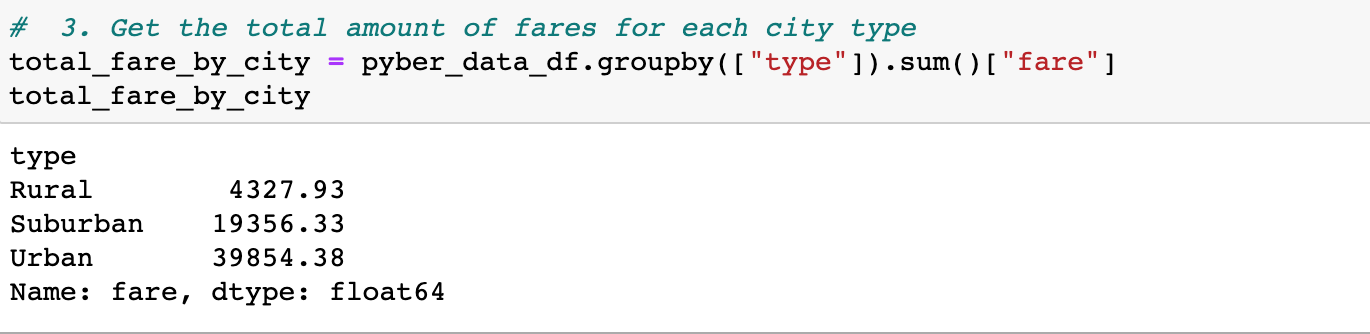 #  3. Get the total amount of fares for each city type
total_fare_by_city = pyber_data_df.groupby(["type"]).sum()["fare"]
total_fare_by_city
type
Rural        4327.93
Suburban    19356.33
Urban       39854.38
Name: fare, dtype: float64